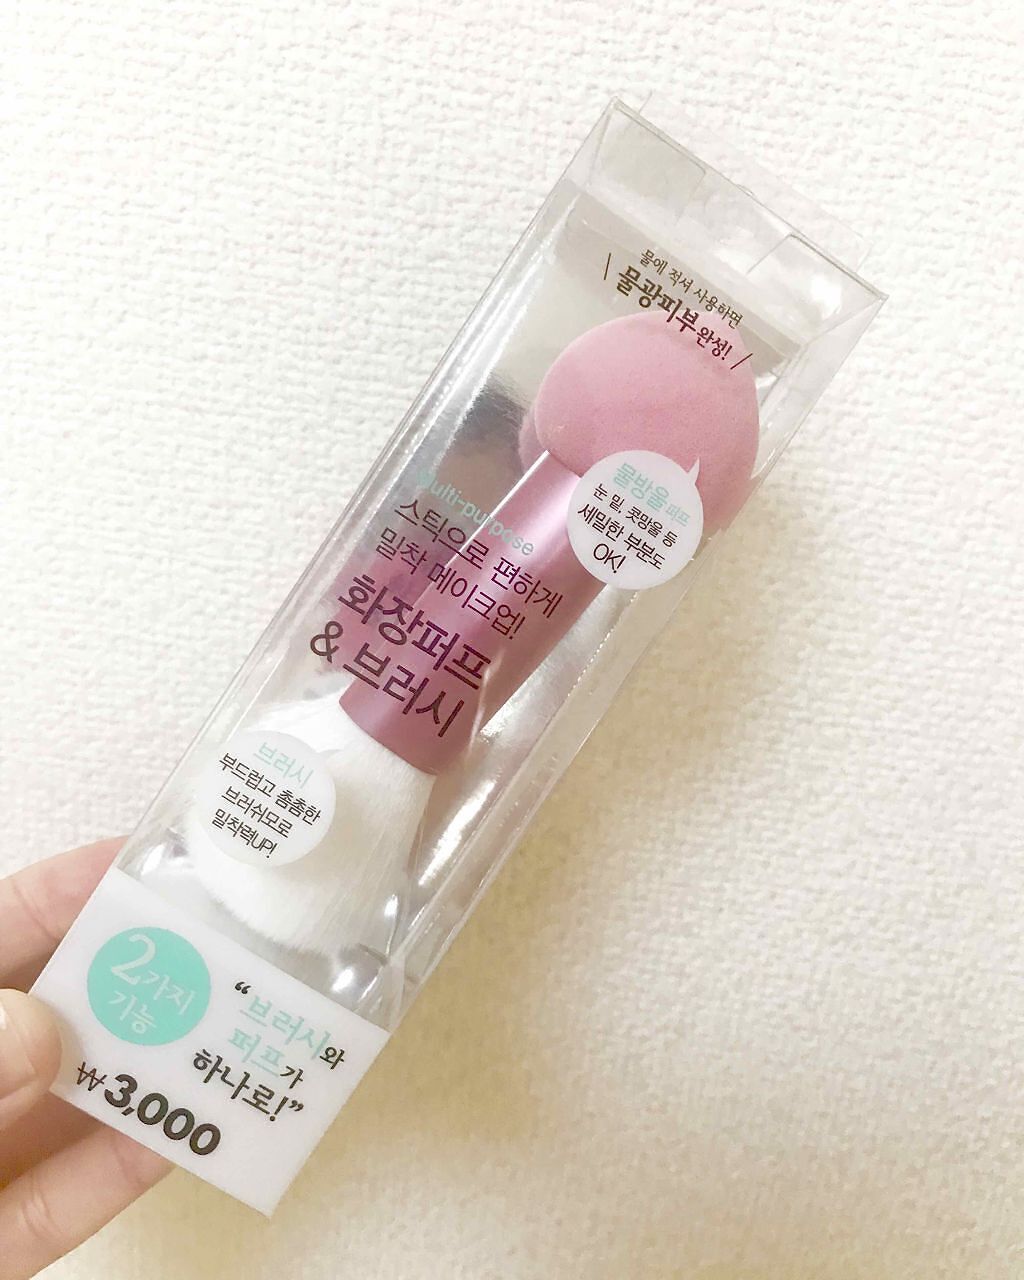 물에 적셔 사용하면
물광피부완성!
물방울 퍼프
눈 밑, 콧망울 등
세밀한 부분도
OK!
Multi-purpose
스틱으로 편하게
밀착 메이크업!
화장퍼프
& 브러시
브러시
부드럽고 촘촘한
브러쉬모로
밀착력UP!
2가지
기능
“브러시와
퍼프가
하나로!”
₩3,000